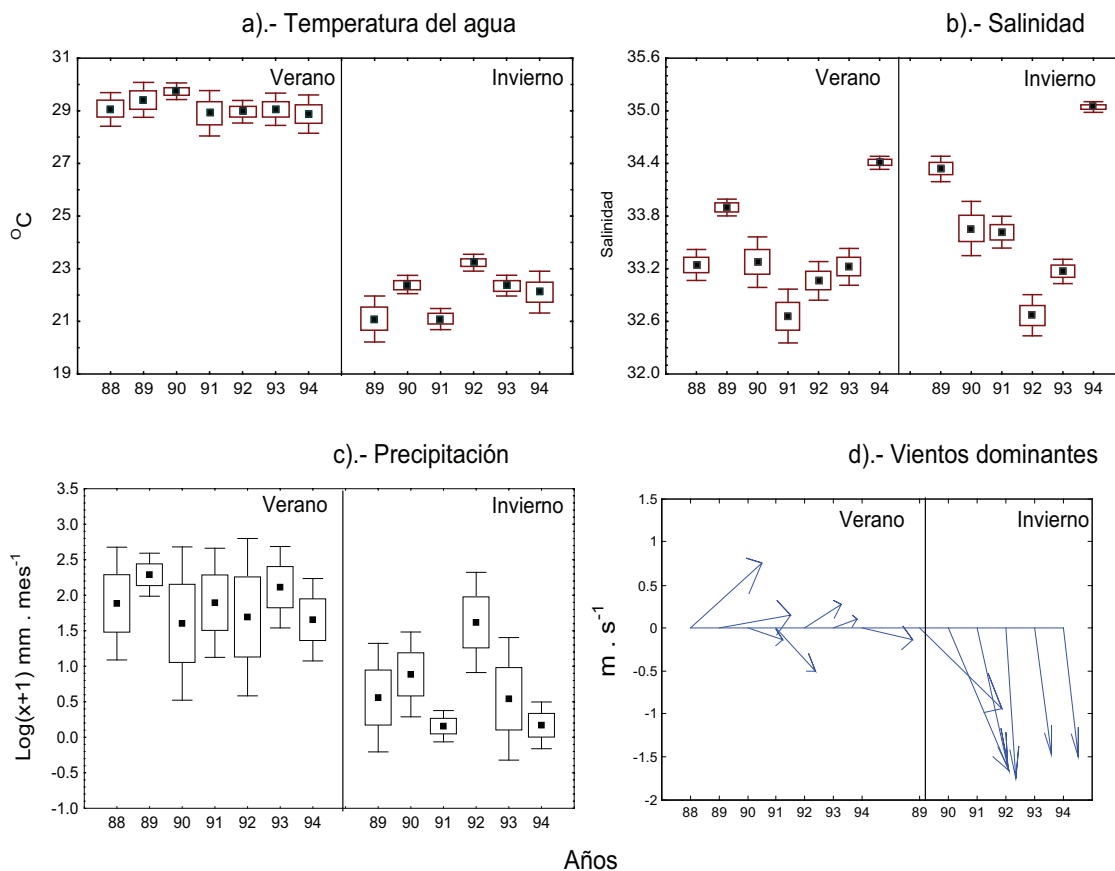 a).- Temperatura del agua
31
29
27
25
23
21
19
°C
Verano
Invierno
88 89 90 91 92 93 94 89 90 91 92 93 94
b).- Salinidad
35.6
35.0
34.4
33.8
33.2
32.6
32.0
Salinidad
Verano
Invierno
88 89 90 91 92 93 94 89 90 91 92 93 94
c).- Precipitación
3.5
3.0
2.5
2.0
1.5
1.0
0.5
0.0
-0.5
-1.0
Log(x+1) mm . mes⁻¹
Verano
Invierno
88 89 90 91 92 93 94 89 90 91 92 93 94
d).- Vientos dominantes
1.5
1
0.5
0
-0.5
-1
-1.5
-2
m . s⁻¹
Verano
Invierno
88 89 90 91 92 93 94 89 90 91 92 93 94
Años